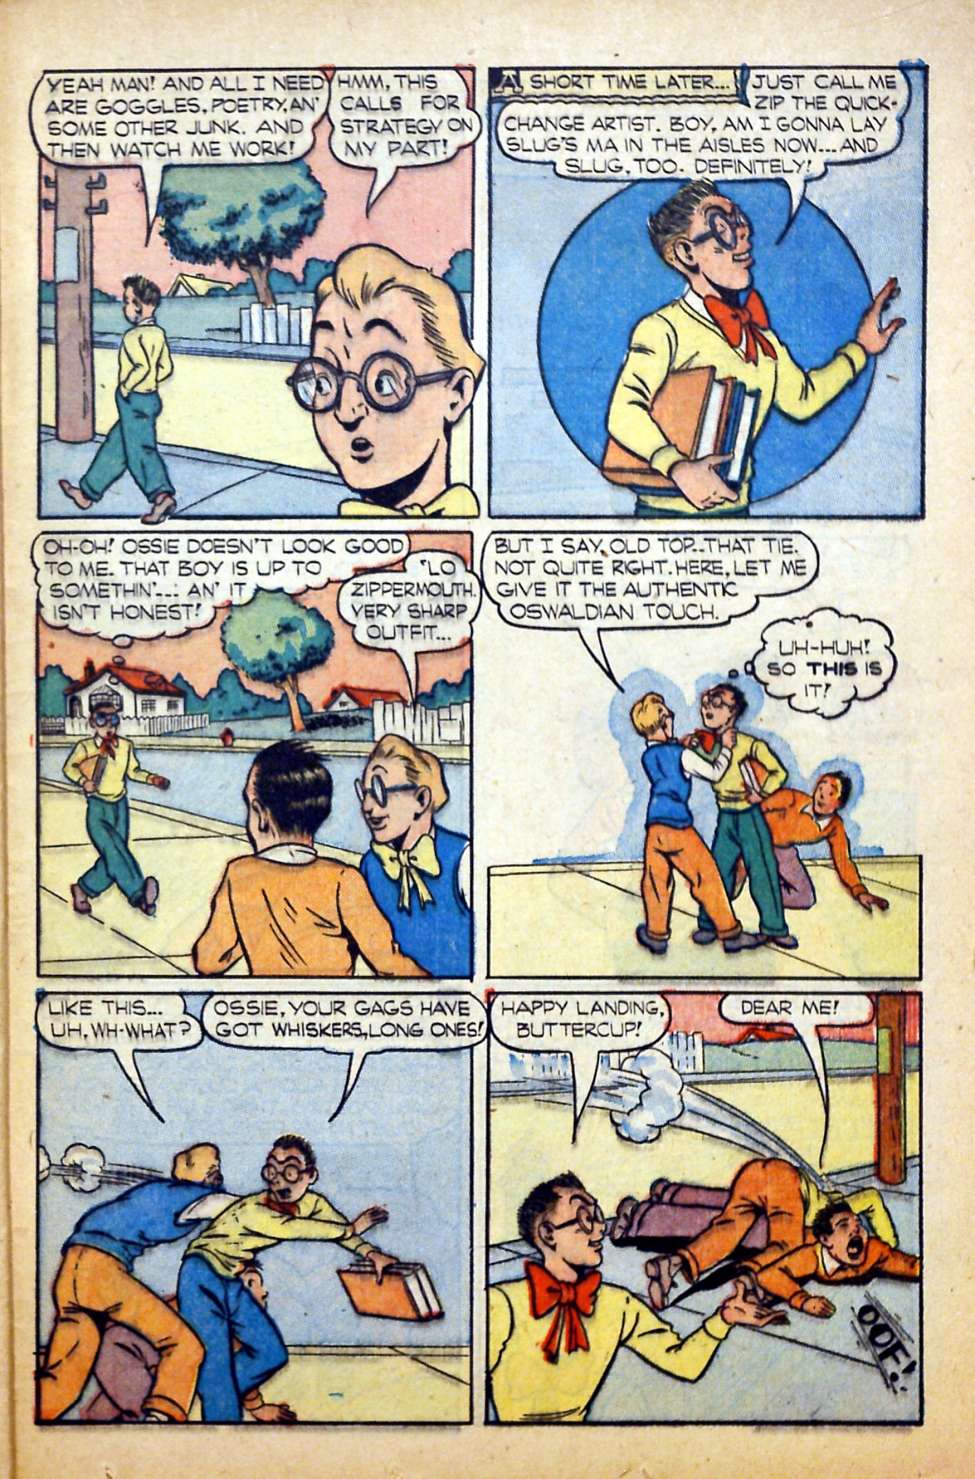 YEAH MAN! AND ALL I NEED
ARE GOGGLES, POETRY, AN'
SOME OTHER JUNK. AND
THEN WATCH ME WORK!
HMM, THIS
CALLS FOR
STRATEGY ON
MY PART!
A SHORT TIME LATER...
JUST CALL ME
ZIP THE QUICK-
CHANGE ARTIST. BOY, AM I GONNA LAY
SLUG'S MA IN THE AISLES NOW...AND
SLUG, TOO. DEFINITELY!
OH-OH! OSSIE DOESN'T LOOK GOOD
TO ME. THAT BOY IS UP TO
SOMETHIN'... AN' IT
ISN'T HONEST!
'LO
ZIPPERMOUTH.
VERY SHARP
OUTFIT...
BUT I SAY, OLD TOP--THAT TIE.
NOT QUITE RIGHT. HERE, LET ME
GIVE IT THE AUTHENTIC
OSWALDIAN TOUCH.
UH-HUH!
SO THIS IS
IT!
LIKE THIS...
UH, WH-WHAT?
OSSIE, YOUR GAGS HAVE
GOT WHISKERS, LONG ONES!
HAPPY LANDING,
BUTTERCUP!
DEAR ME!
OOF!